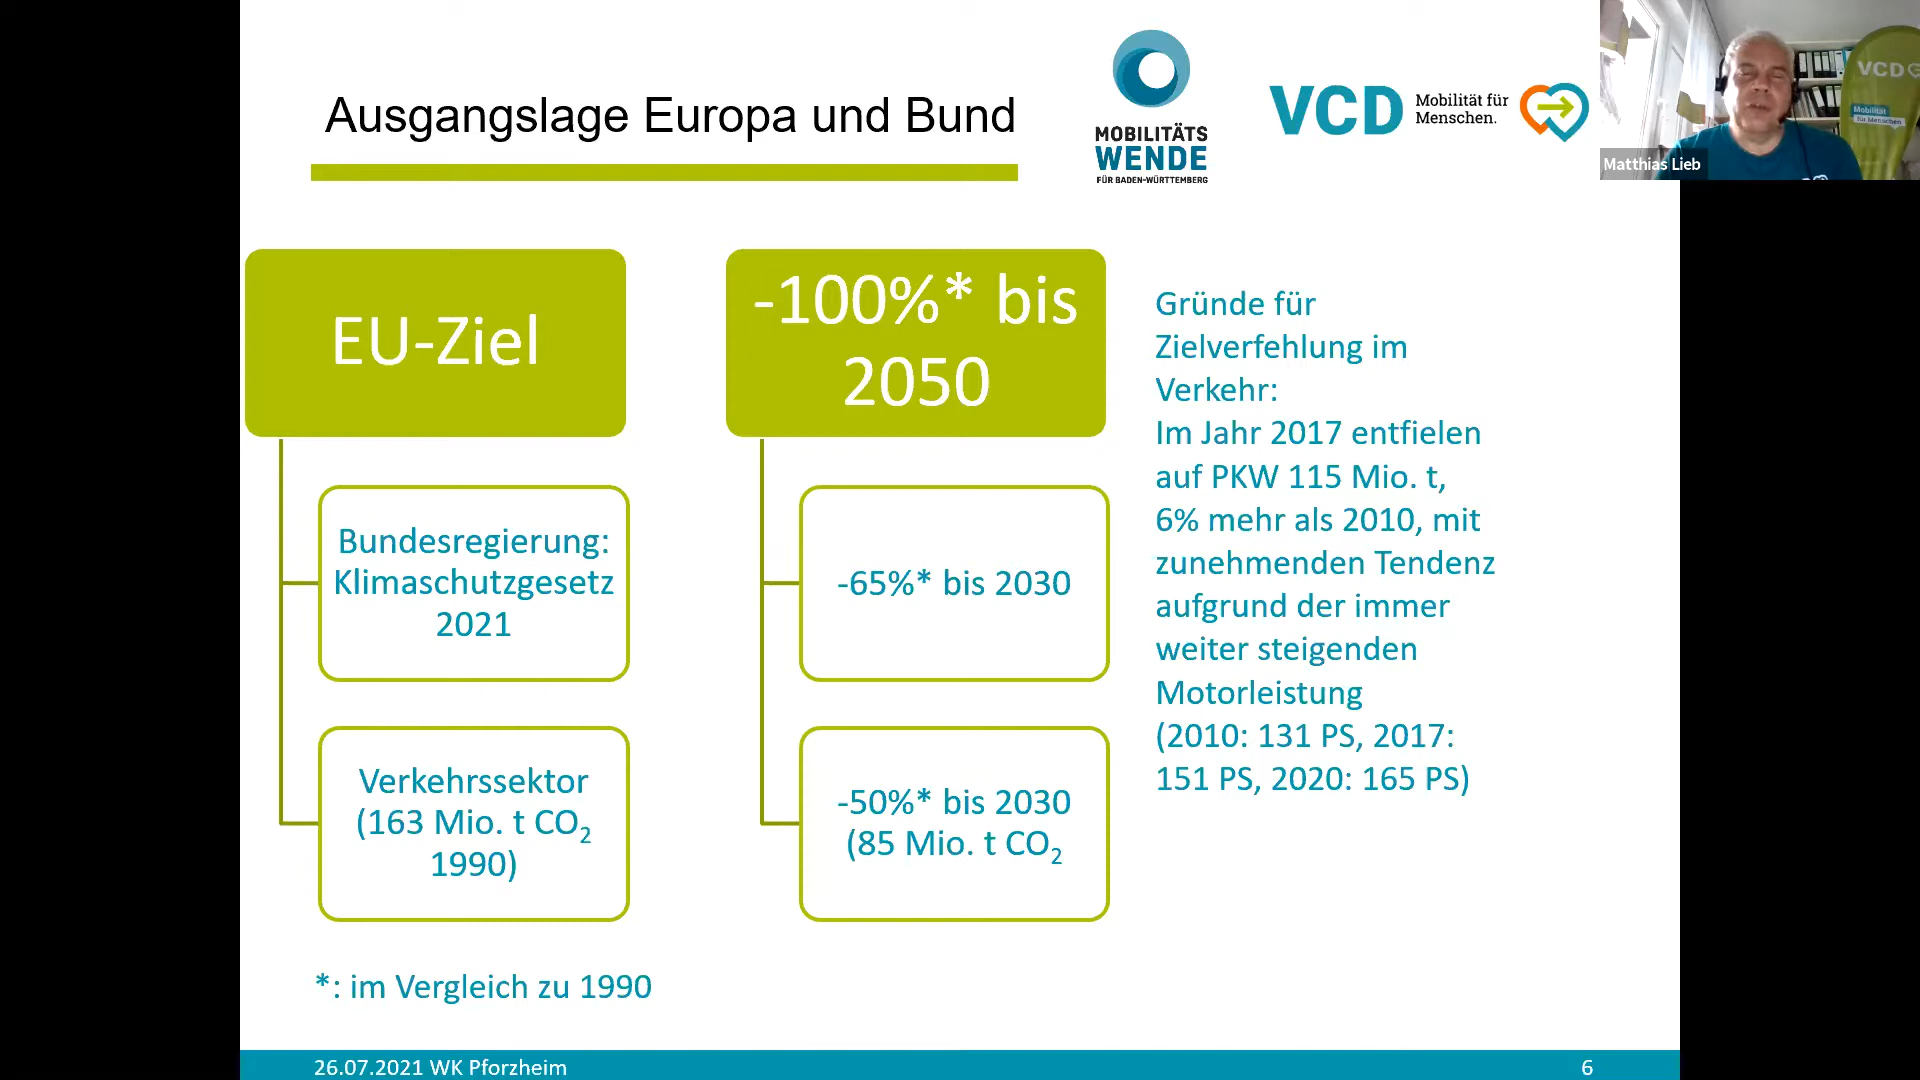 Ausgangslage Europa und Bund
MOBILITÄTS
WENDE
FÜR BADEN-WÜRTTEMBERG
VCD
Mobilität für
Menschen.
VCD
Mobilität
für Menschen
Matthias Lieb
EU-Ziel
Bundesregierung:
Klimaschutzgesetz
2021
Verkehrssektor
(163 Mio. t CO₂
1990)
-100%* bis
2050
-65%* bis 2030
-50%* bis 2030
(85 Mio. t CO₂
Gründe für
Zielverfehlung im
Verkehr:
Im Jahr 2017 entfielen
auf PKW 115 Mio. t,
6% mehr als 2010, mit
zunehmenden Tendenz
aufgrund der immer
weiter steigenden
Motorleistung
(2010: 131 PS, 2017:
151 PS, 2020: 165 PS)
*: im Vergleich zu 1990
26.07.2021 WK Pforzheim
6